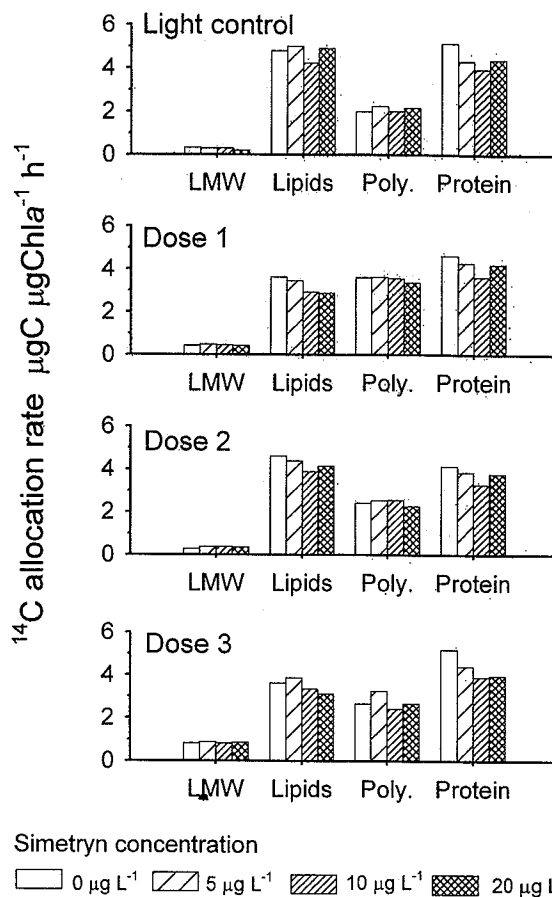 ¹⁴C allocation rate µgC µgChla⁻¹ h⁻¹
Light control
6
4
2
0
LMW Lipids Poly. Protein
Dose 1
6
4
2
0
LMW Lipids Poly. Protein
Dose 2
6
4
2
0
LMW Lipids Poly. Protein
Dose 3
6
4
2
0
LMW Lipids Poly. Protein
Simetryn concentration
0 µg L⁻¹ 5 µg L⁻¹ 10 µg L⁻¹ 20 µg L